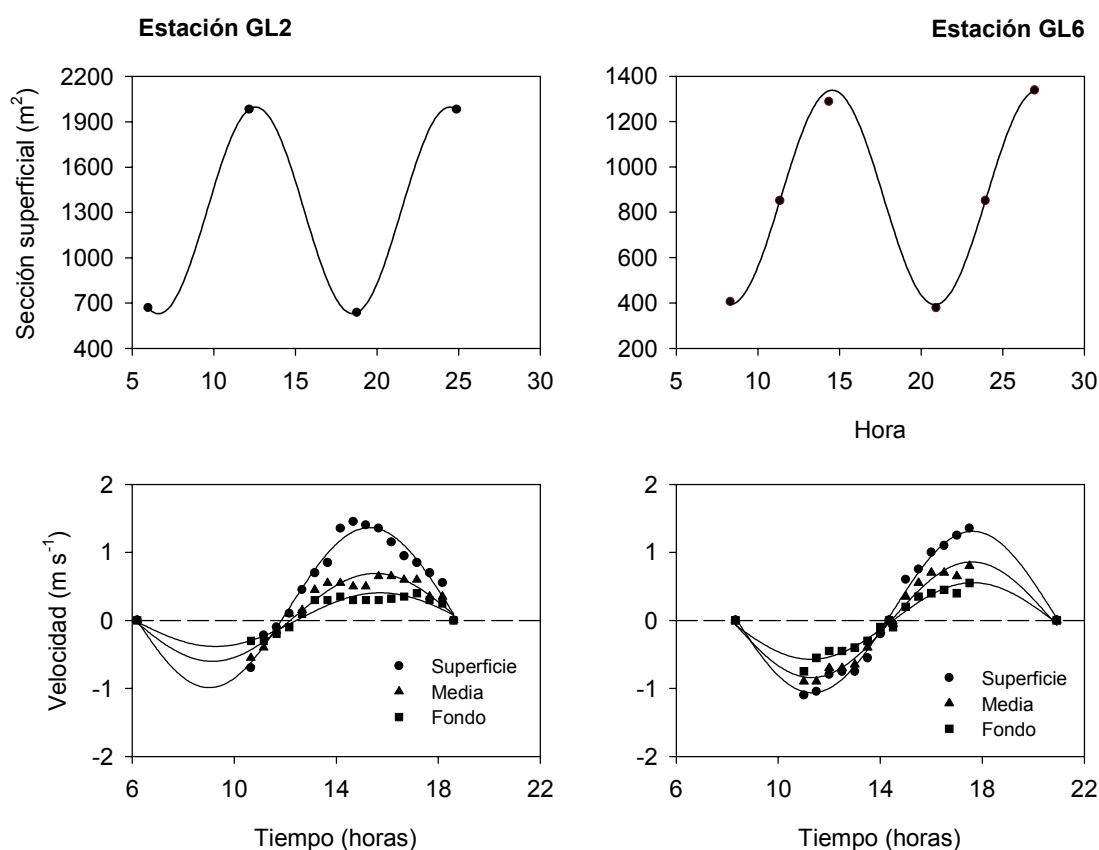 Estación GL2
Estación GL6
Sección superficial (m2)
2200
1900
1600
1300
1000
700
400
5 10 15 20 25 30
1400
1200
1000
800
600
400
200
5 10 15 20 25 30
Hora
Velocidad (m s-1)
2
1
0
-1
-2
Superficie
Media
Fondo
6 10 14 18 22
Tiempo (horas)
2
1
0
-1
-2
Superficie
Media
Fondo
6 10 14 18 22
Tiempo (horas)